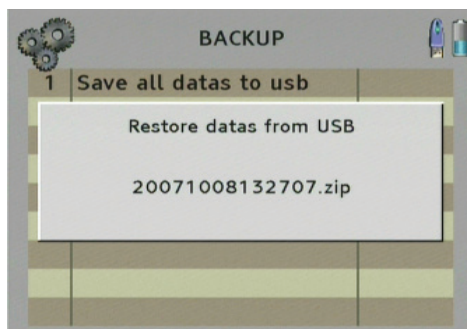 BACKUP
1 Save all datas to usb
Restore datas from USB
20071008132707.zip